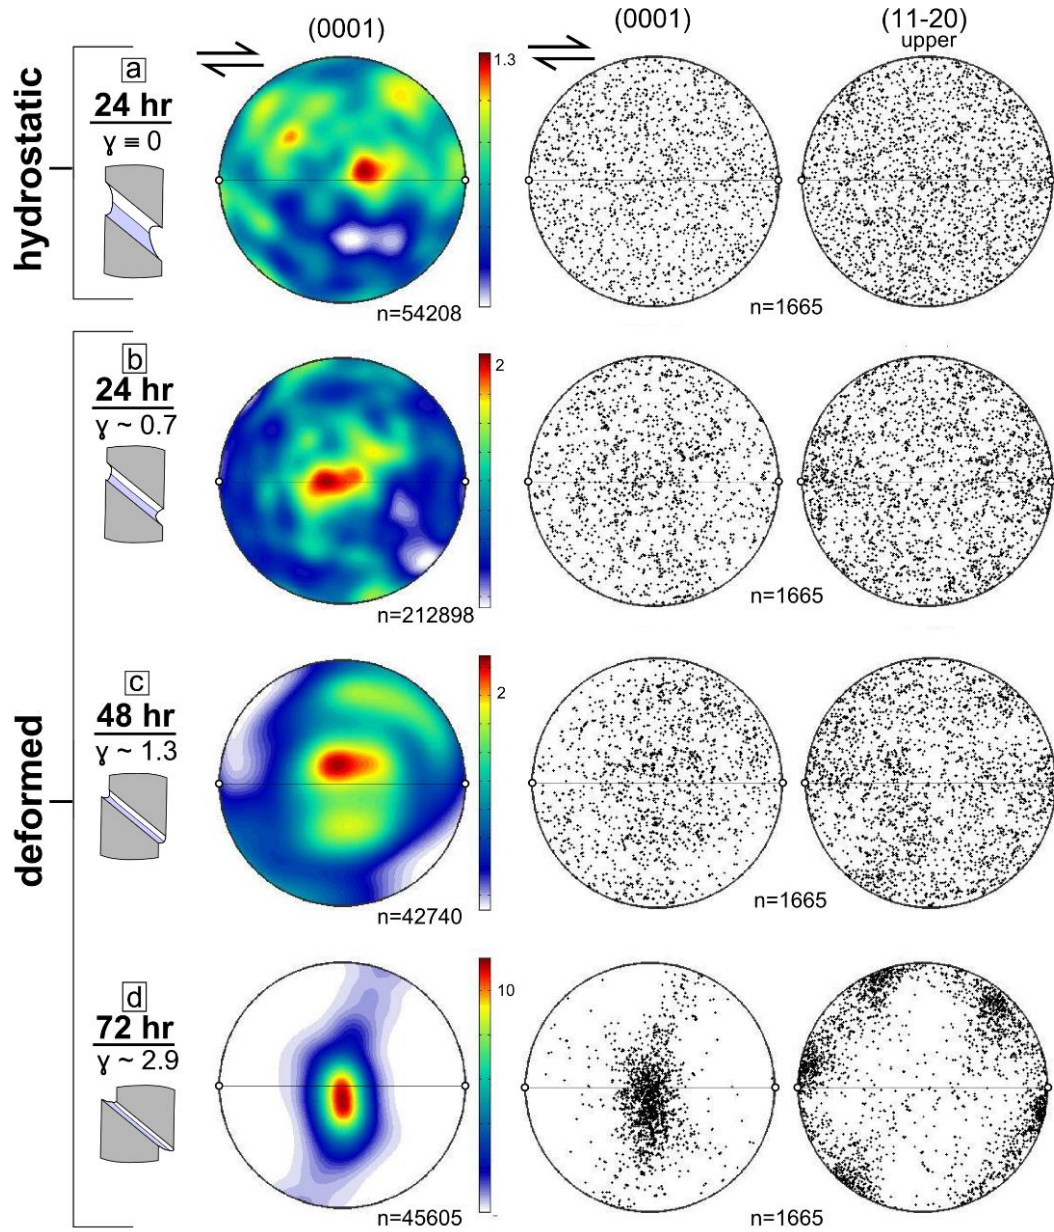 (0001)
(0001)
(11-20)
upper
hydrostatic
a
24 hr
γ ≡ 0
1.3
n=54208
n=1665
deformed
b
24 hr
γ ~ 0.7
2
n=212898
n=1665
c
48 hr
γ ~ 1.3
2
n=42740
n=1665
d
72 hr
γ ~ 2.9
10
n=45605
n=1665